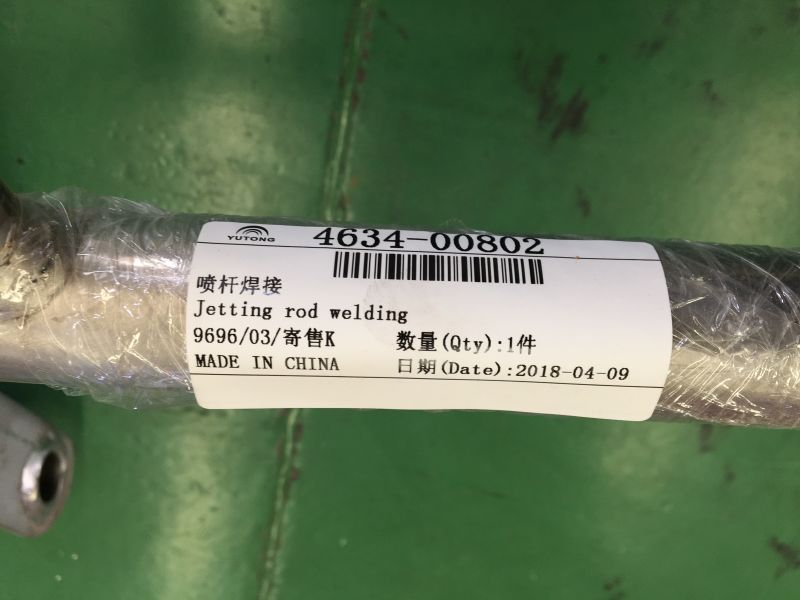 YUTONG
4634-00802
喷杆焊接
Jetting rod welding
9696/03/寄售K
数量(Qty):1件
MADE IN CHINA
日期(Date):2018-04-09